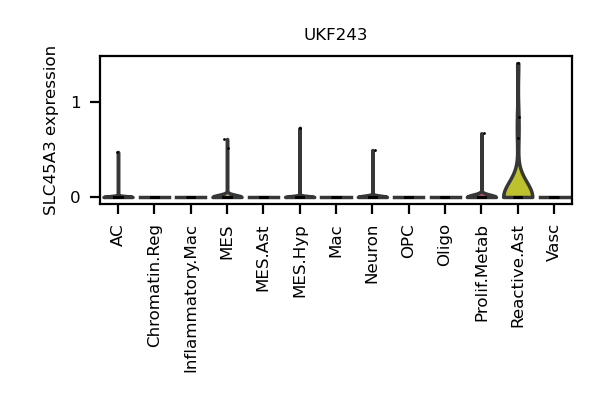 UKF243
SLC45A3 expression
1
0
AC
Chromatin.Reg
Inflammatory.Mac
MES
MES.Ast
MES.Hyp
Mac
Neuron
OPC
Oligo
Prolif.Metab
Reactive.Ast
Vasc